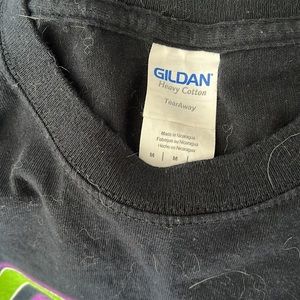 GILDAN
Heavy Cotton
TearAway
Made in Nicaragua
Fabriqué au Nicaragua
Hecho en Nicaragua
M | M |